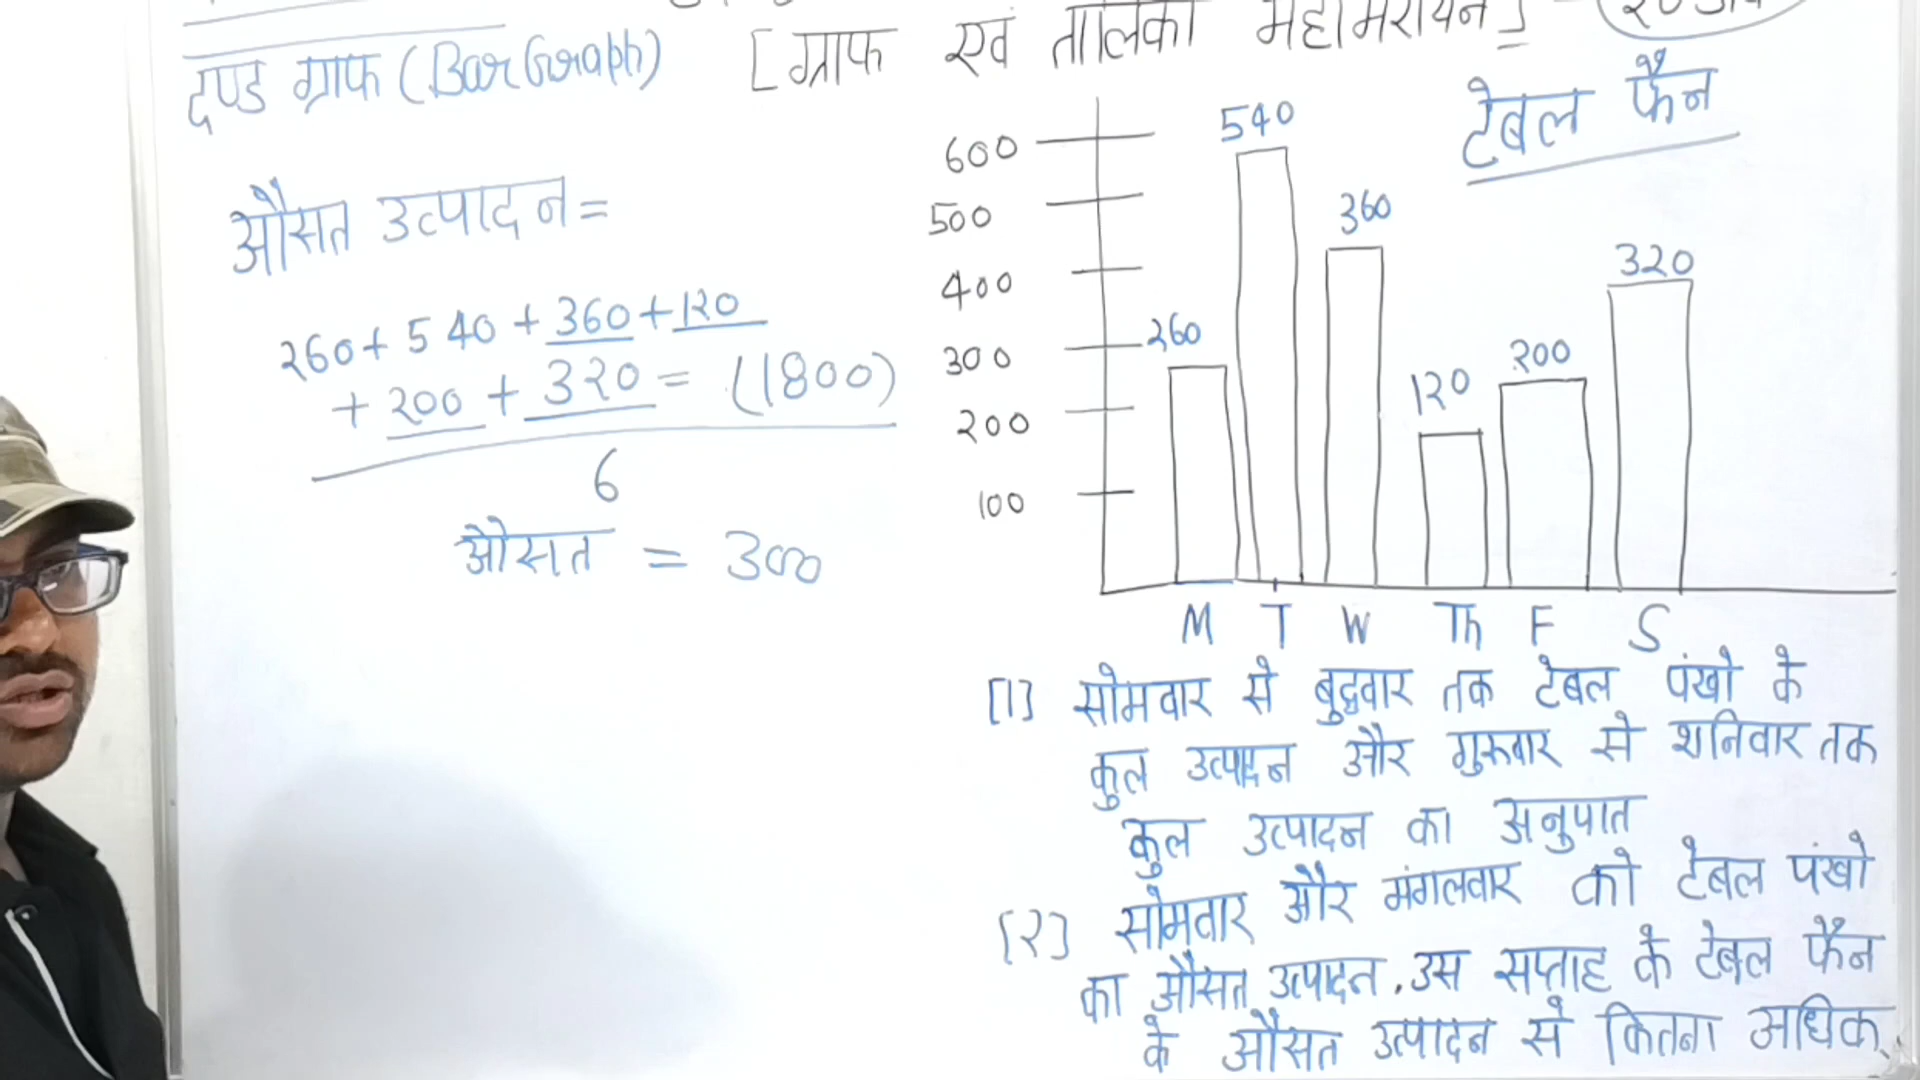 दण्ड ग्राफ (Bar Graph)
[ग्राफ एवं तालिका महामैराथन]
औसत उत्पादन =
260 + 540 + 360 + 120
+ 200 + 320 = (1800)
6
औसत = 300
टेबल फैन
600
500
400
300
200
100
260
540
360
120
200
320
M T W Th F S
[1] सोमवार से बुद्धवार तक टेबल पंखो के
कुल उत्पादन और गुरुवार से शनिवार तक
कुल उत्पादन का अनुपात
[२] सोमवार और मंगलवार को टेबल पंखो
का औसत उत्पादन, उस सप्ताह के टेबल फैन
के औसत उत्पादन से कितना अधिक